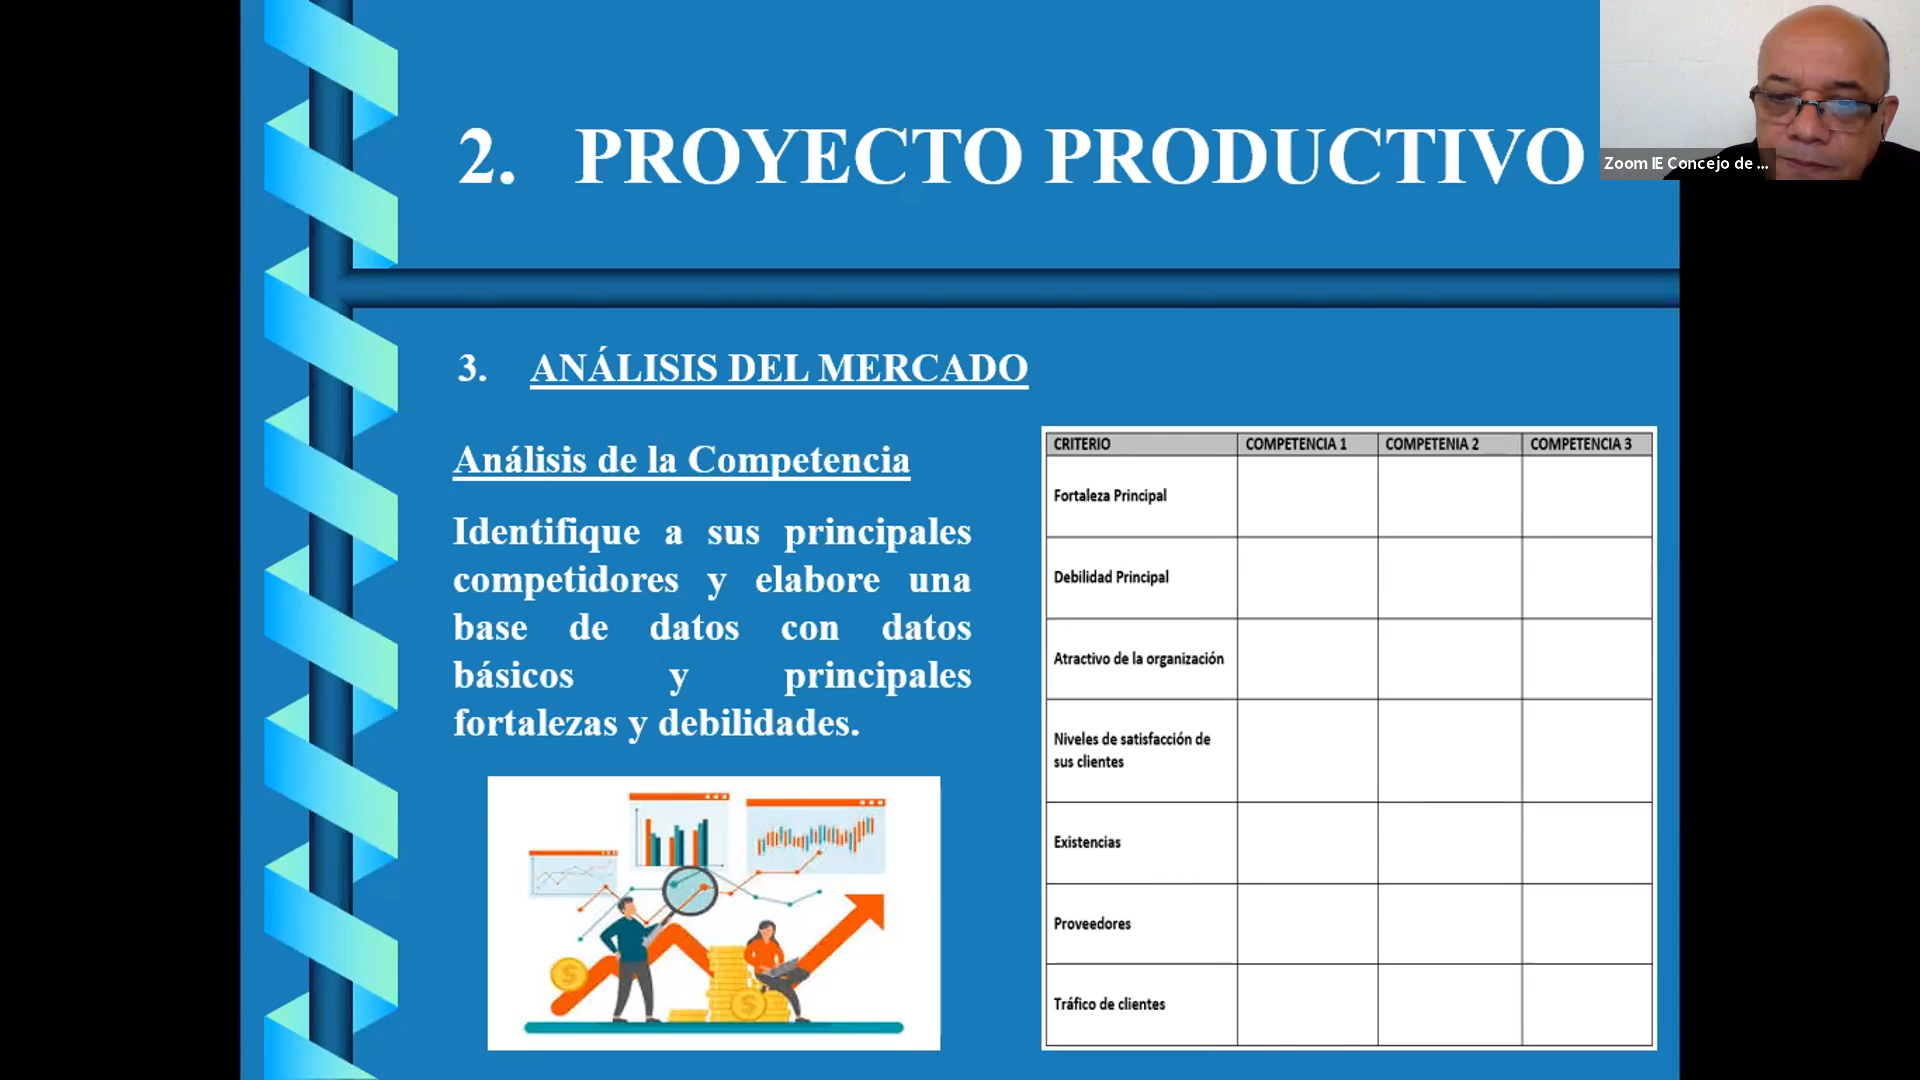 2. PROYECTO PRODUCTIVO
Zoom IE Concejo de ...
3. ANÁLISIS DEL MERCADO
Análisis de la Competencia
Identifique a sus principales
competidores y elabore una
base de datos con datos
básicos y principales
fortalezas y debilidades.
CRITERIO COMPETENCIA 1 COMPETENIA 2 COMPETENCIA 3
Fortaleza Principal
Debilidad Principal
Atractivo de la organización
Niveles de satisfacción de
sus clientes
Existencias
Proveedores
Tráfico de clientes